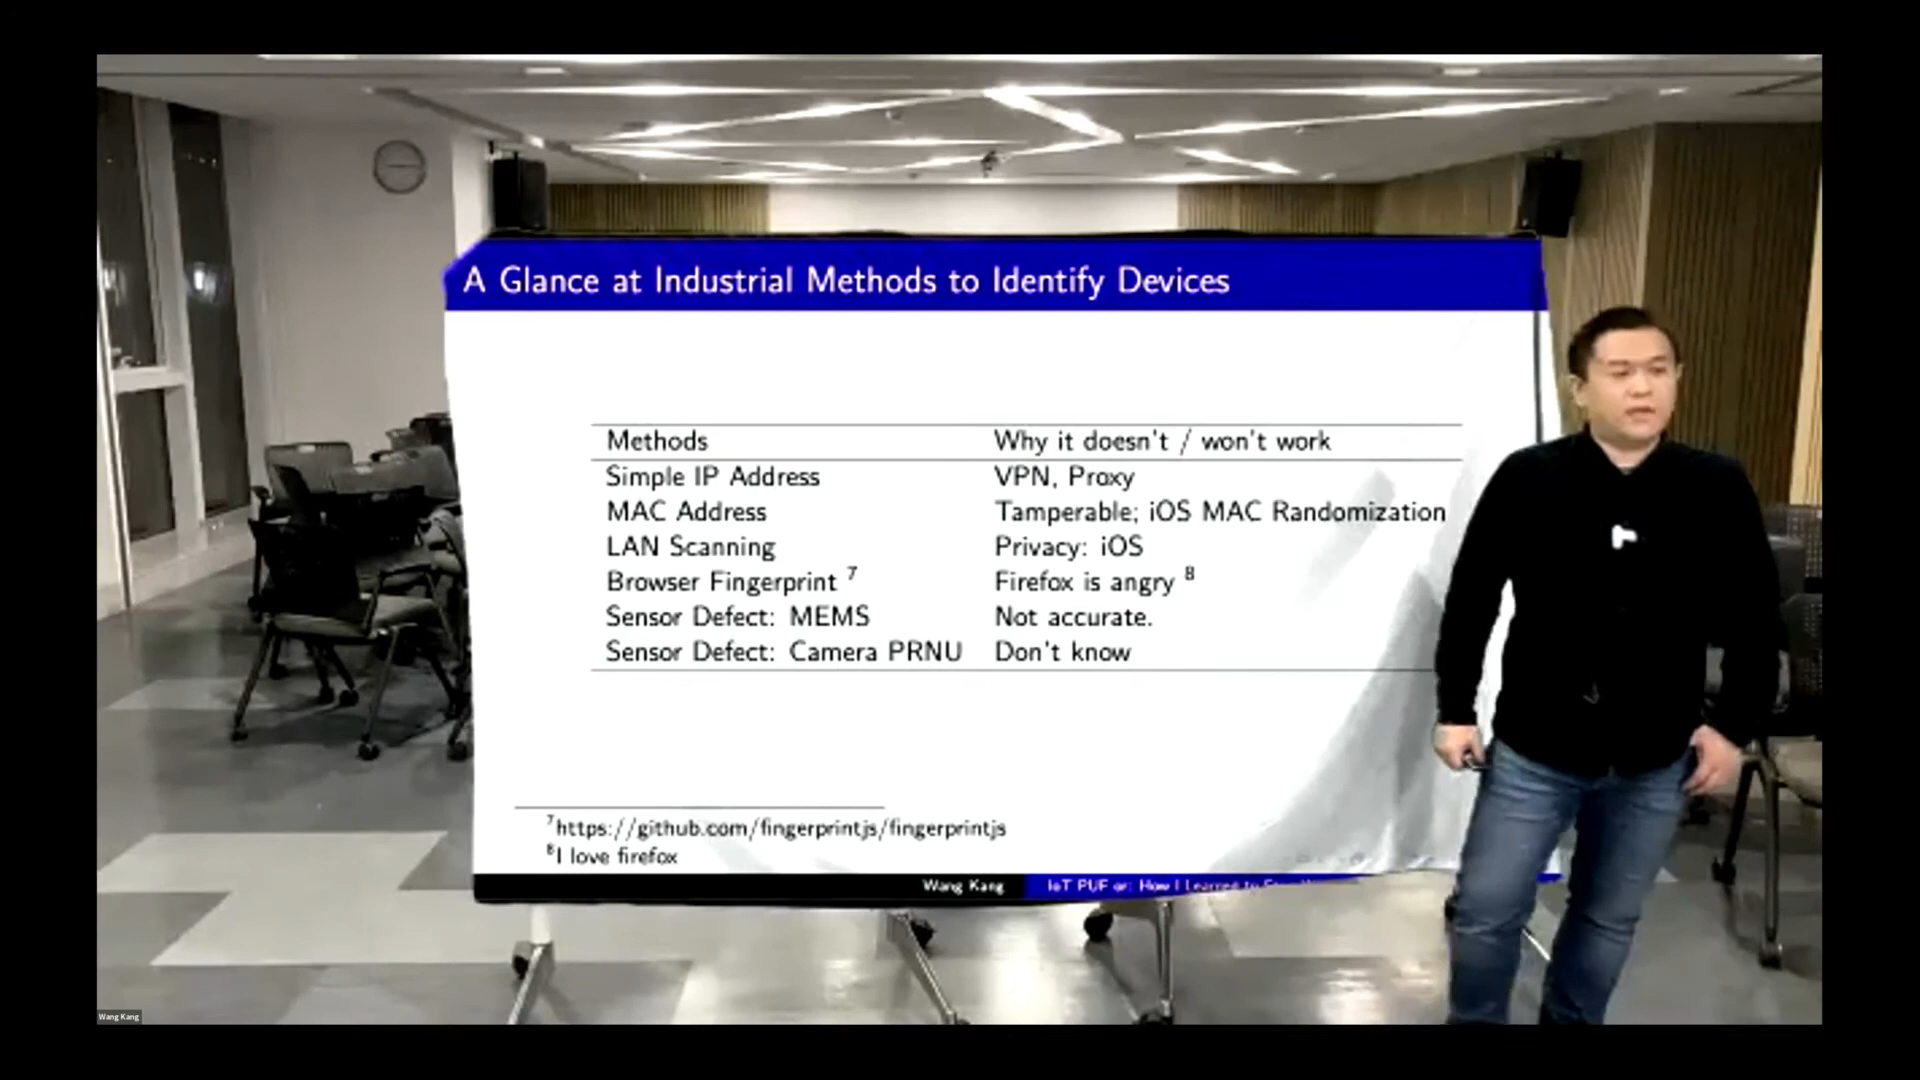 A Glance at Industrial Methods to Identify Devices
Methods Why it doesn't / won't work
Simple IP Address VPN, Proxy
MAC Address Tamperable; iOS MAC Randomization
LAN Scanning Privacy: iOS
Browser Fingerprint 7 Firefox is angry 8
Sensor Defect: MEMS Not accurate.
Sensor Defect: Camera PRNU Don't know
7 https://github.com/fingerprintjs/fingerprintjs
8 I love firefox
Wang Kang IoT PUF or: How I Learned to
Wang Kang